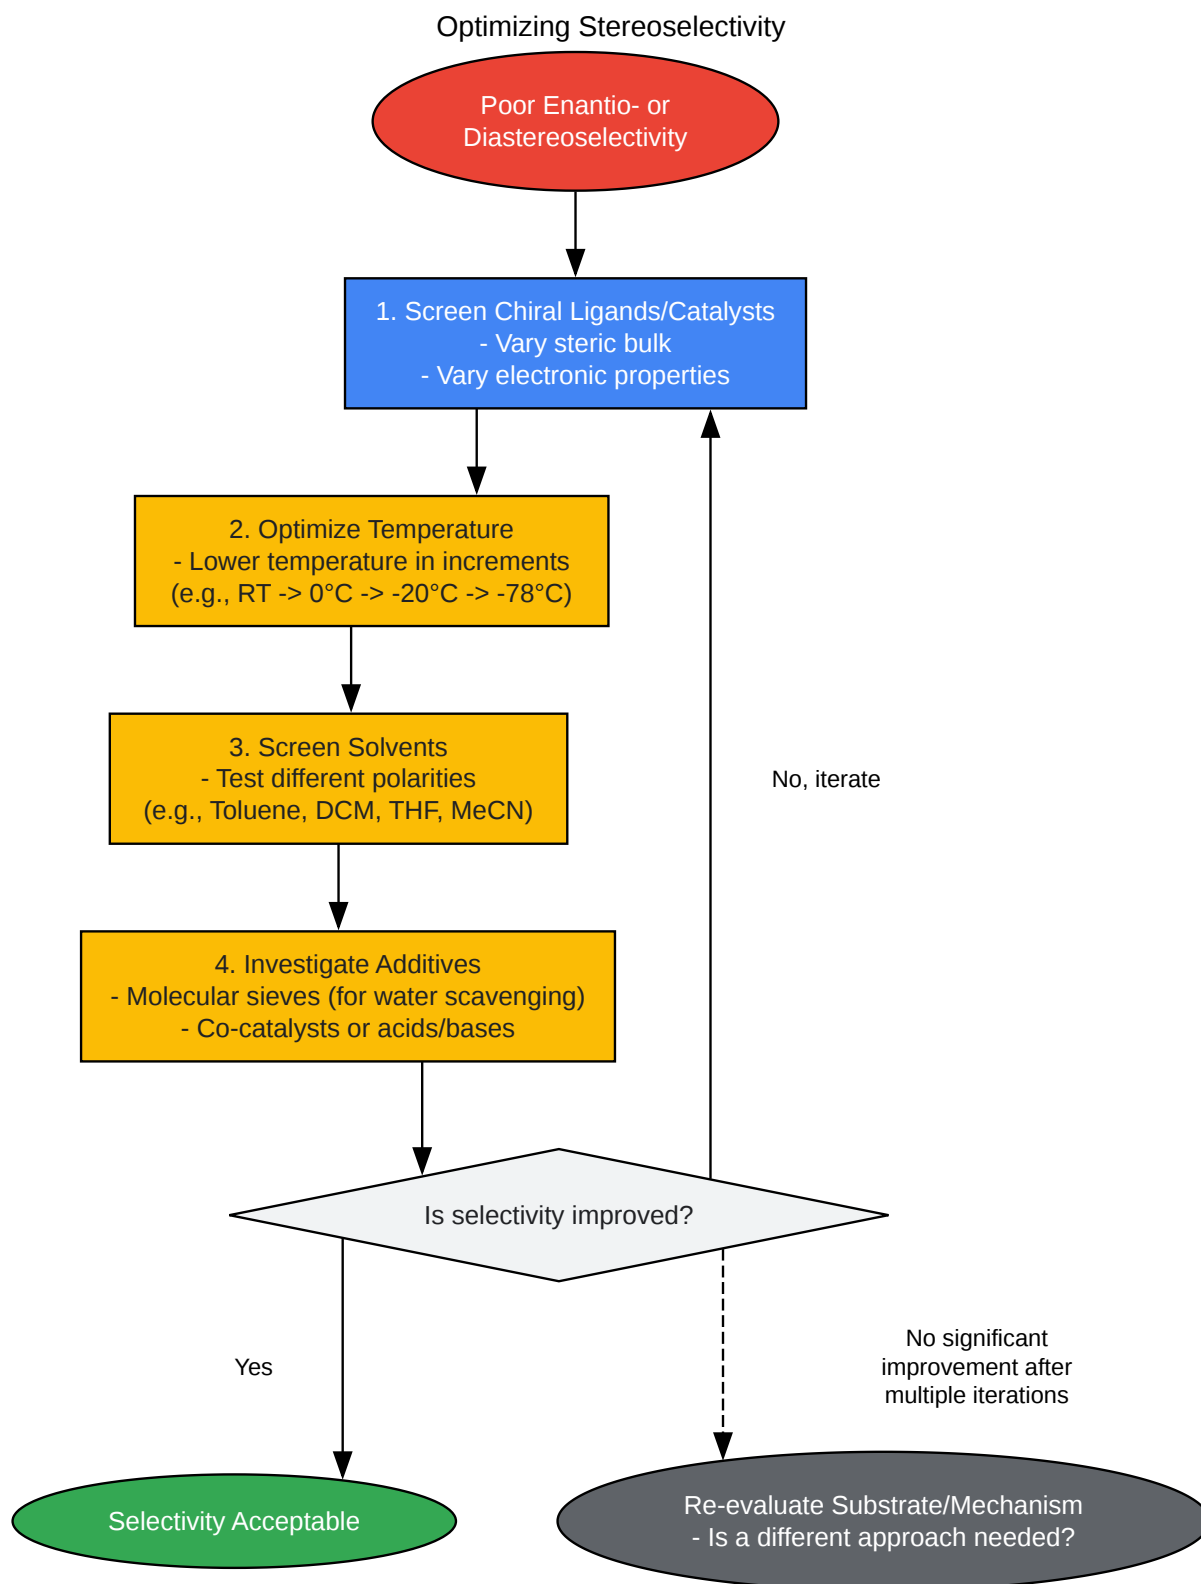 Optimizing Stereoselectivity
Poor Enantio- or
Diastereoselectivity
1. Screen Chiral Ligands/Catalysts
- Vary steric bulk
- Vary electronic properties
2. Optimize Temperature
- Lower temperature in increments
(e.g., RT -> 0°C -> -20°C -> -78°C)
3. Screen Solvents
- Test different polarities
(e.g., Toluene, DCM, THF, MeCN)
No, iterate
4. Investigate Additives
- Molecular sieves (for water scavenging)
- Co-catalysts or acids/bases
Is selectivity improved?
Yes
No significant
improvement after
multiple iterations
Selectivity Acceptable
Re-evaluate Substrate/Mechanism
- Is a different approach needed?